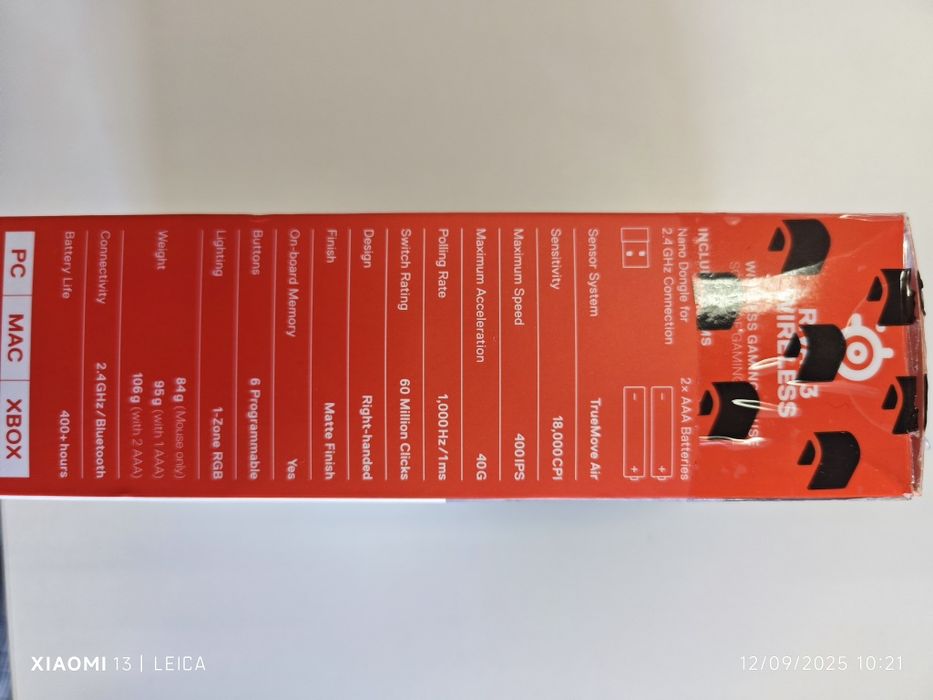 WIRELESS
INCLU
Nano Dongle for
2.4GHz Connection
2x AAA Batteries
Sensor System TrueMove Air
Sensitivity 18,000CPI
Maximum Speed 400IPS
Maximum Acceleration 40G
Polling Rate 1,000Hz/1ms
Switch Rating 60 Million Clicks
Design Right-handed
Finish Matte Finish
On-board Memory Yes
Buttons 6 Programmable
Lighting 1-Zone RGB
Weight 84g (Mouse only)
95g (with 1 AAA)
106g (with 2 AAA)
Connectivity 2.4GHz/Bluetooth
Battery Life 400+ hours
PC MAC XBOX
XIAOMI 13 | LEICA
12/09/2025 10:21